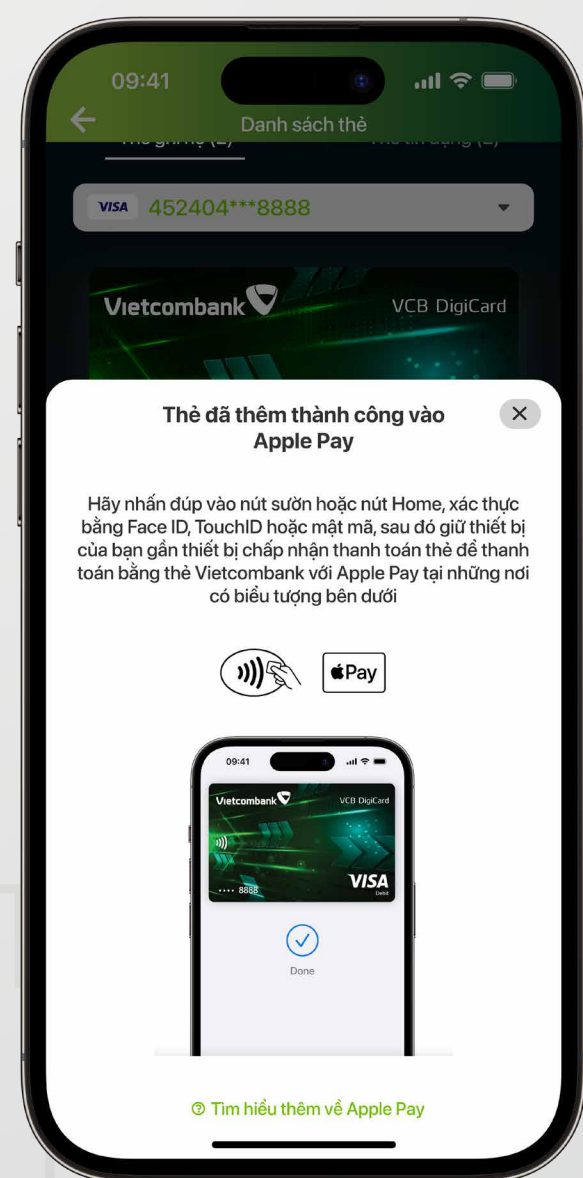 09:41
Danh sách thẻ
VISA 452404***8888
Vietcombank VCB DigiCard
Thẻ đã thêm thành công vào
Apple Pay
Hãy nhấn đúp vào nút sườn hoặc nút Home, xác thực
bằng Face ID, TouchID hoặc mật mã, sau đó giữ thiết bị
của bạn gần thiết bị chấp nhận thanh toán thẻ để thanh
toán bằng thẻ Vietcombank với Apple Pay tại những nơi
có biểu tượng bên dưới
Pay
09:41
Vietcombank VCB DigiCard
.... 8888 VISA
Debit
Done
Tìm hiểu thêm về Apple Pay